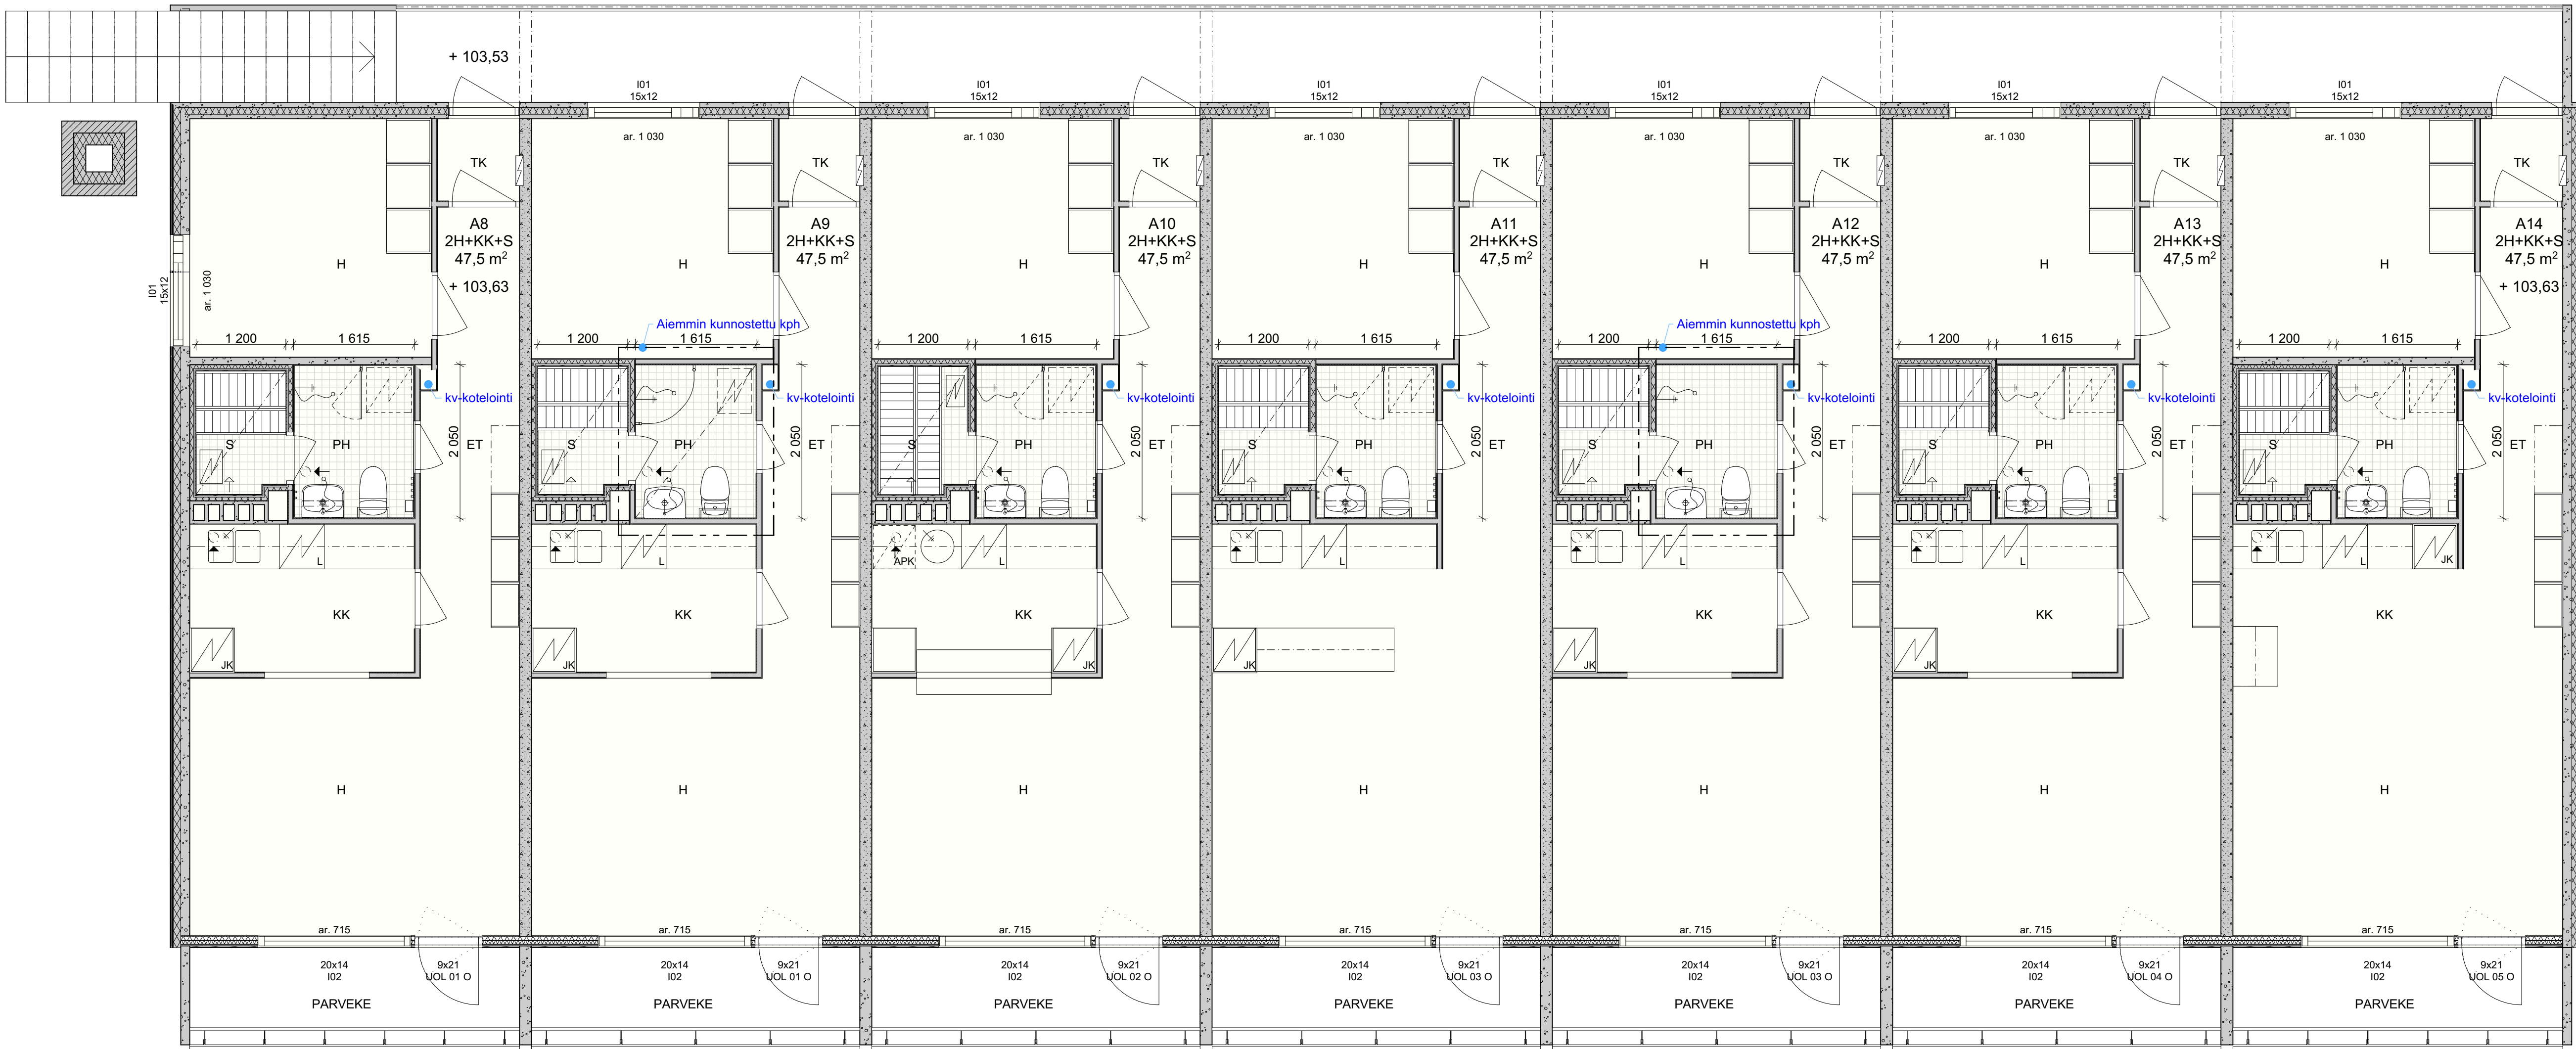 + 103,53
I01
15x12
I01
15x12
I01
15x12
I01
15x12
I01
15x12
I01
15x12
ar. 1 030
ar. 1 030
ar. 1 030
ar. 1 030
ar. 1 030
ar. 1 030
TK
TK
TK
TK
TK
TK
TK
A8
2H+KK+S
47,5 m²
+ 103,63
A9
2H+KK+S
47,5 m²
A10
2H+KK+S
47,5 m²
A11
2H+KK+S
47,5 m²
A12
2H+KK+S
47,5 m²
A13
2H+KK+S
47,5 m²
A14
2H+KK+S
47,5 m²
+ 103,63
I01
15x12
ar. 1 030
H
H
H
H
H
H
H
Aiemmin kunnostettu kph
Aiemmin kunnostettu kph
1 200
1 615
1 200
1 615
1 200
1 615
1 200
1 615
1 200
1 615
1 200
1 615
1 200
1 615
kv-kotelointi
kv-kotelointi
kv-kotelointi
kv-kotelointi
kv-kotelointi
kv-kotelointi
kv-kotelointi
S
PH
2 050
ET
S
PH
2 050
ET
S
PH
2 050
ET
S
PH
2 050
ET
S
PH
2 050
ET
S
PH
2 050
ET
S
PH
2 050
ET
L
L
APK
L
L
L
L
L
JK
KK
KK
KK
KK
KK
KK
JK
JK
JK
JK
JK
JK
H
H
H
H
H
H
H
ar. 715
ar. 715
ar. 715
ar. 715
ar. 715
ar. 715
ar. 715
20x14
I02
9x21
UOL 01 O
20x14
I02
9x21
UOL 01 O
20x14
I02
9x21
UOL 02 O
20x14
I02
9x21
UOL 03 O
20x14
I02
9x21
UOL 03 O
20x14
I02
9x21
UOL 04 O
20x14
I02
9x21
UOL 05 O
PARVEKE
PARVEKE
PARVEKE
PARVEKE
PARVEKE
PARVEKE
PARVEKE